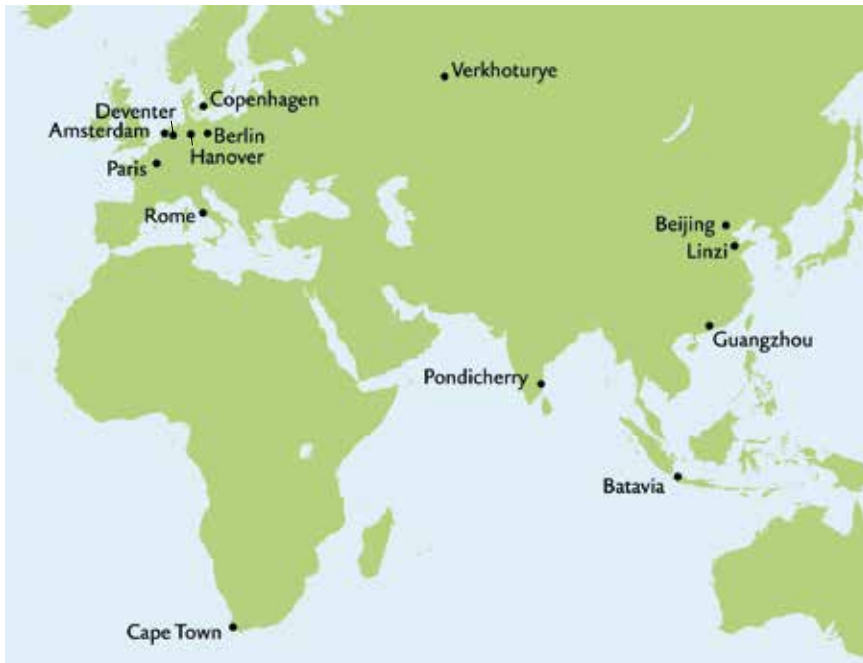 Verkhoturye
Copenhagen
Deventer
Amsterdam
Berlin
Hanover
Paris
Rome
Beijing
Linzi
Guangzhou
Pondicherry
Batavia
Cape Town